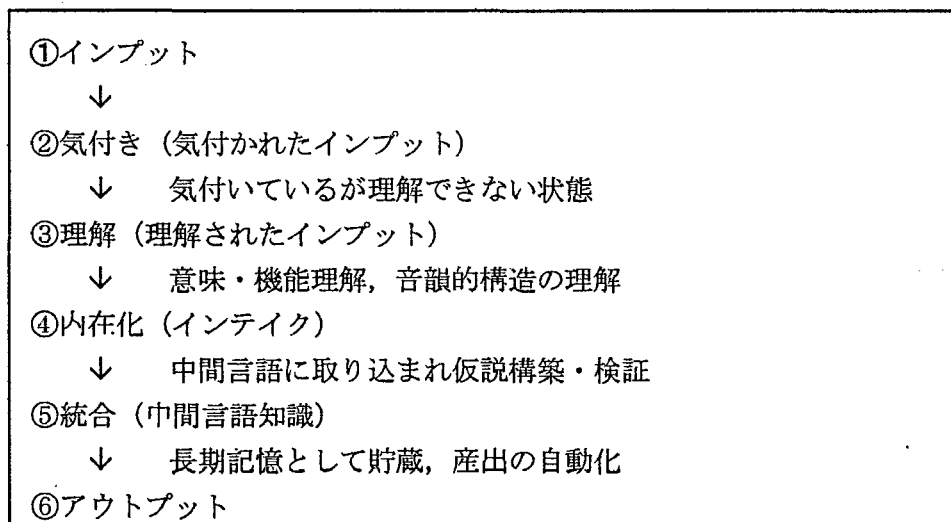 ①インプット
↓
②気付き(気付かれたインプット)
↓ 気付いているが理解できない状態
③理解(理解されたインプット)
↓ 意味・機能理解,音韻的構造の理解
④内在化(インテイク)
↓ 中間言語に取り込まれ仮説構築・検証
⑤統合(中間言語知識)
↓ 長期記憶として貯蔵,産出の自動化
⑥アウトプット